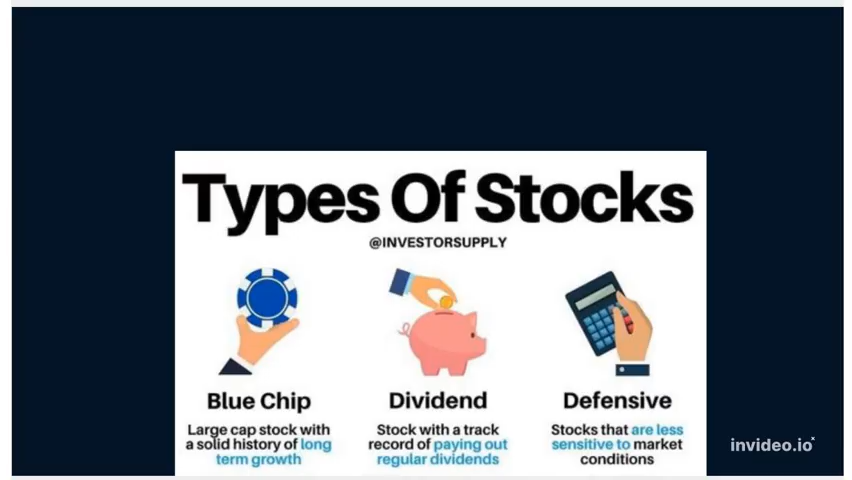 Types Of Stocks
@INVESTORSUPPLY
Blue Chip
Large cap stock with
a solid history of long
term growth
Dividend
Stock with a track
record of paying out
regular dividends
Defensive
Stocks that are less
sensitive to market
conditions
invideo.io